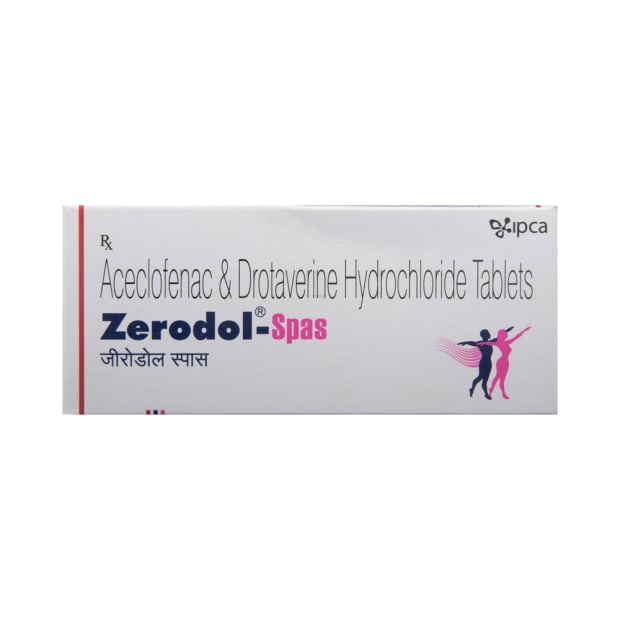 ipca
Rx
Aceclofenac & Drotaverine Hydrochloride Tablets
Zerodol®-Spas
जीरोडोल स्पास